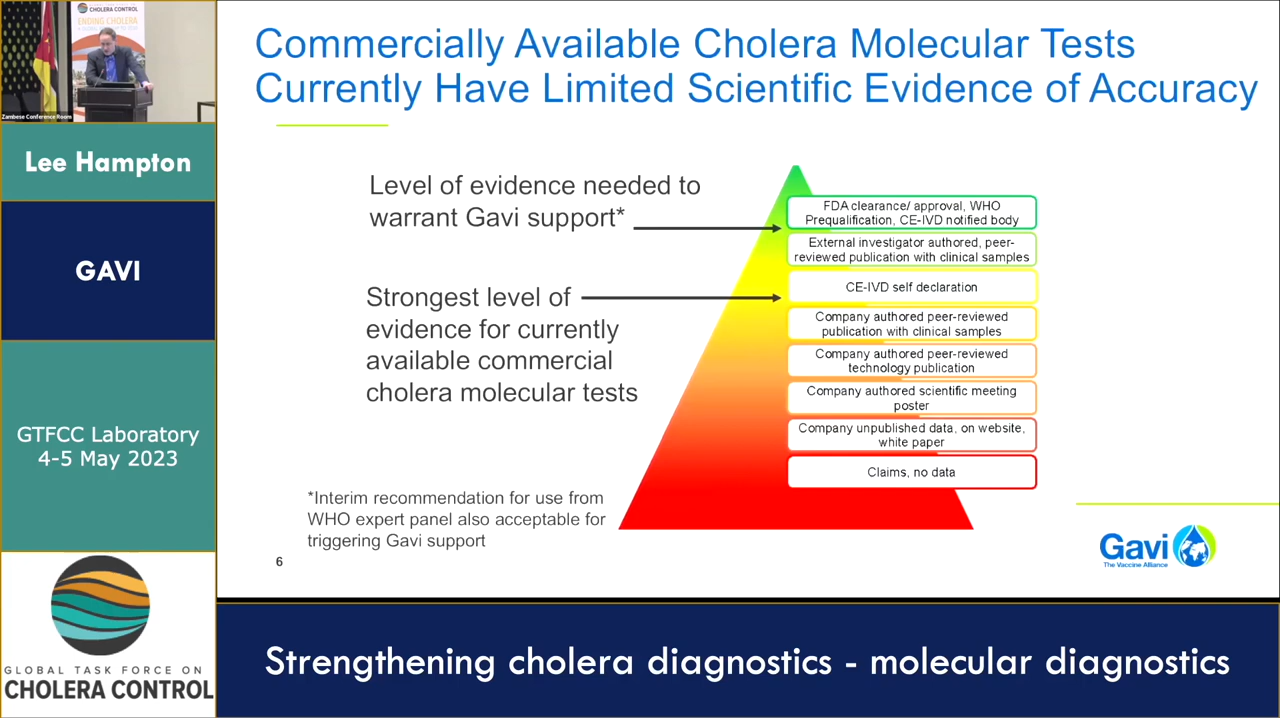 CHOLERA CONTROL
ENDING CHOLERA
Zambese Conference Room
Lee Hampton
GAVI
GTFCC Laboratory
4-5 May 2023
GLOBAL TASK FORCE ON
CHOLERA CONTROL
Commercially Available Cholera Molecular Tests
Currently Have Limited Scientific Evidence of Accuracy
Level of evidence needed to
warrant Gavi support*
Strongest level of
evidence for currently
available commercial
cholera molecular tests
FDA clearance/ approval, WHO
Prequalification, CE-IVD notified body
External investigator authored, peer-
reviewed publication with clinical samples
CE-IVD self declaration
Company authored peer-reviewed
publication with clinical samples
Company authored peer-reviewed
technology publication
Company authored scientific meeting
poster
Company unpublished data, on website,
white paper
Claims, no data
*Interim recommendation for use from
WHO expert panel also acceptable for
triggering Gavi support
6
Gavi
The Vaccine Alliance
Strengthening cholera diagnostics - molecular diagnostics